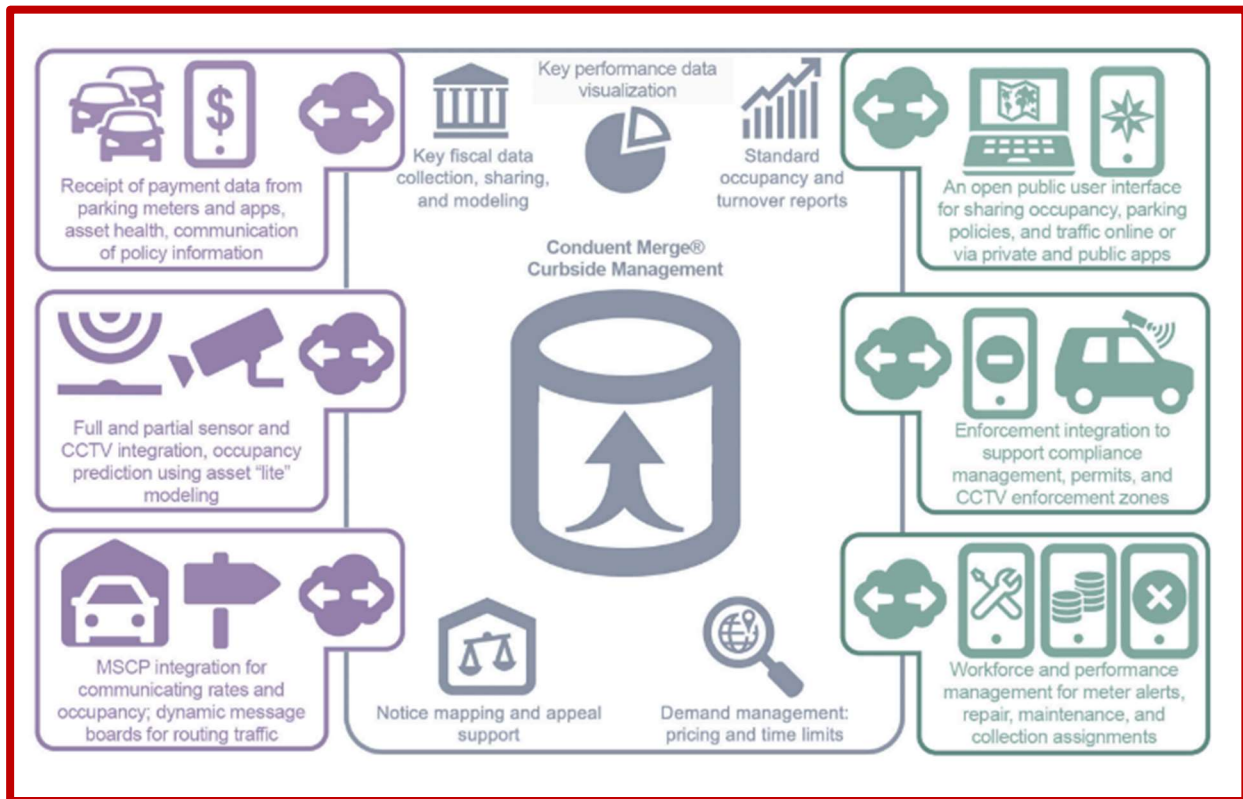 Receipt of payment data from
parking meters and apps,
asset health, communication
of policy information
Key fiscal data
collection, sharing,
and modeling
Key performance data
visualization
Standard
occupancy and
turnover reports
An open public user interface
for sharing occupancy, parking
policies, and traffic online or
via private and public apps
Conduent Merge®
Curbside Management
Full and partial sensor and
CCTV integration, occupancy
prediction using asset “lite”
modeling
Enforcement integration to
support compliance
management, permits, and
CCTV enforcement zones
MSCP integration for
communicating rates and
occupancy; dynamic message
boards for routing traffic
Notice mapping and appeal
support
Demand management:
pricing and time limits
Workforce and performance
management for meter alerts,
repair, maintenance, and
collection assignments